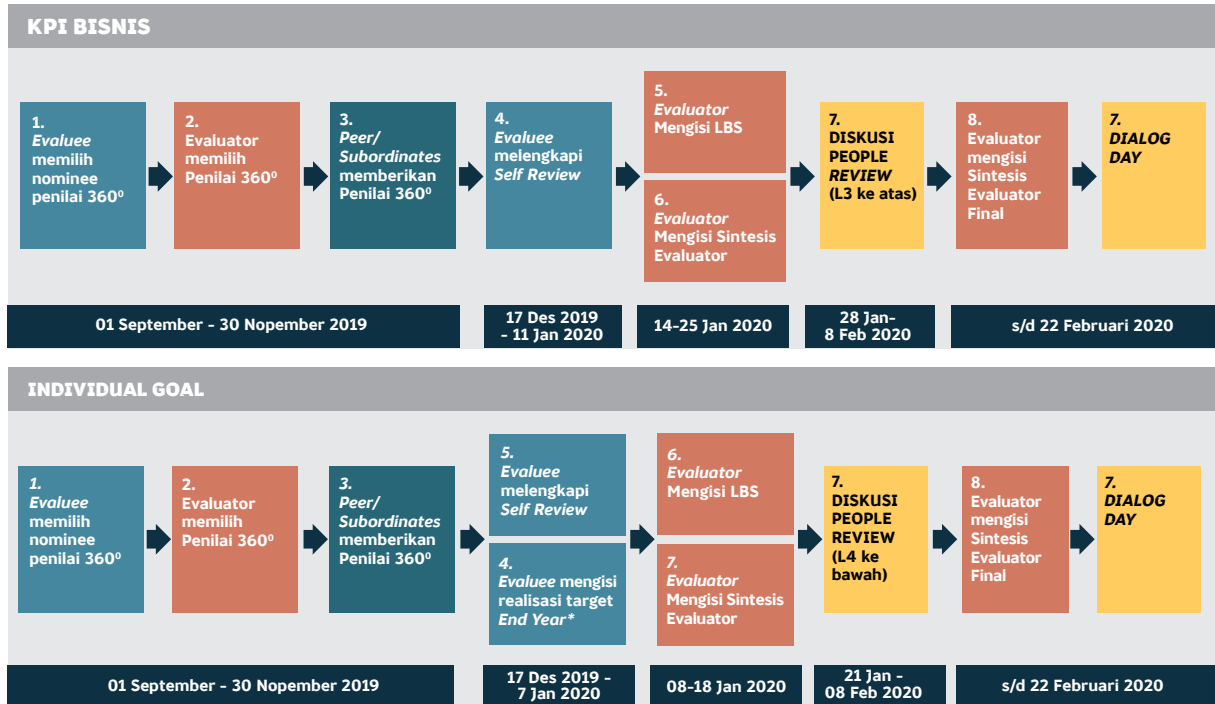 KPI BISNIS
1.
Evaluee
memilih
nominee
penilai 360⁰
2.
Evaluator
memilih
Penilai 360⁰
3.
Peer/
Subordinates
memberikan
Penilai 360⁰
4.
Evaluee
melengkapi
Self Review
5.
Evaluator
Mengisi LBS
6.
Evaluator
Mengisi Sintesis
Evaluator
7.
DISKUSI
PEOPLE
REVIEW
(L3 ke atas)
8.
Evaluator
mengisi
Sintesis
Evaluator
Final
7.
DIALOG
DAY
01 September - 30 Nopember 2019
17 Des 2019
- 11 Jan 2020
14-25 Jan 2020
28 Jan-
8 Feb 2020
s/d 22 Februari 2020
INDIVIDUAL GOAL
1.
Evaluee
memilih
nominee
penilai 360⁰
2.
Evaluator
memilih
Penilai 360⁰
3.
Peer/
Subordinates
memberikan
Penilai 360⁰
5.
Evaluee
melengkapi
Self Review
4.
Evaluee mengisi
realisasi target
End Year*
6.
Evaluator
Mengisi LBS
7.
Evaluator
Mengisi Sintesis
Evaluator
7.
DISKUSI
PEOPLE
REVIEW
(L4 ke
bawah)
8.
Evaluator
mengisi
Sintesis
Evaluator
Final
7.
DIALOG
DAY
01 September - 30 Nopember 2019
17 Des 2019 -
7 Jan 2020
08-18 Jan 2020
21 Jan -
08 Feb 2020
s/d 22 Februari 2020